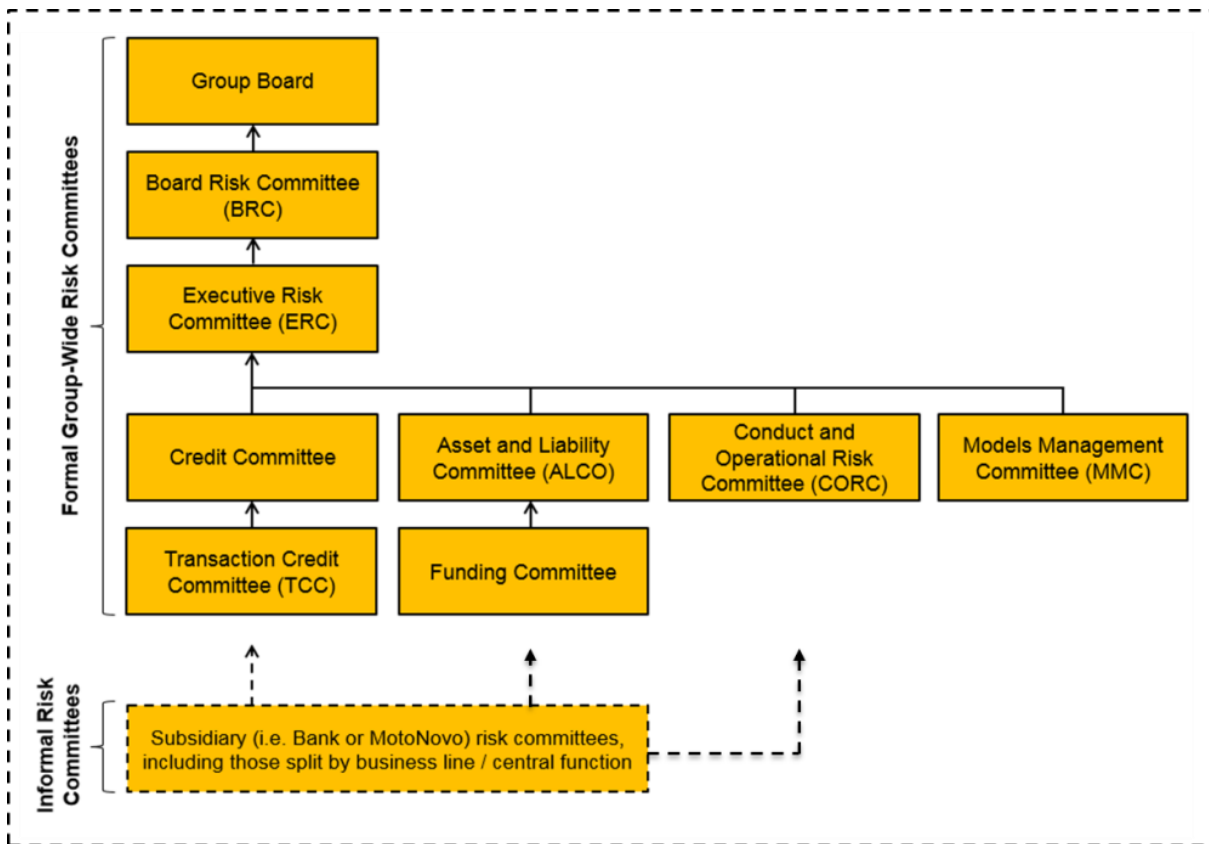 Formal Group-Wide Risk Committees
Group Board
Board Risk Committee
(BRC)
Executive Risk
Committee (ERC)
Credit Committee
Asset and Liability
Committee (ALCO)
Conduct and
Operational Risk
Committee (CORC)
Models Management
Committee (MMC)
Transaction Credit
Committee (TCC)
Funding Committee
Informal Risk
Committees
Subsidiary (i.e. Bank or MotoNovo) risk committees,
including those split by business line / central function